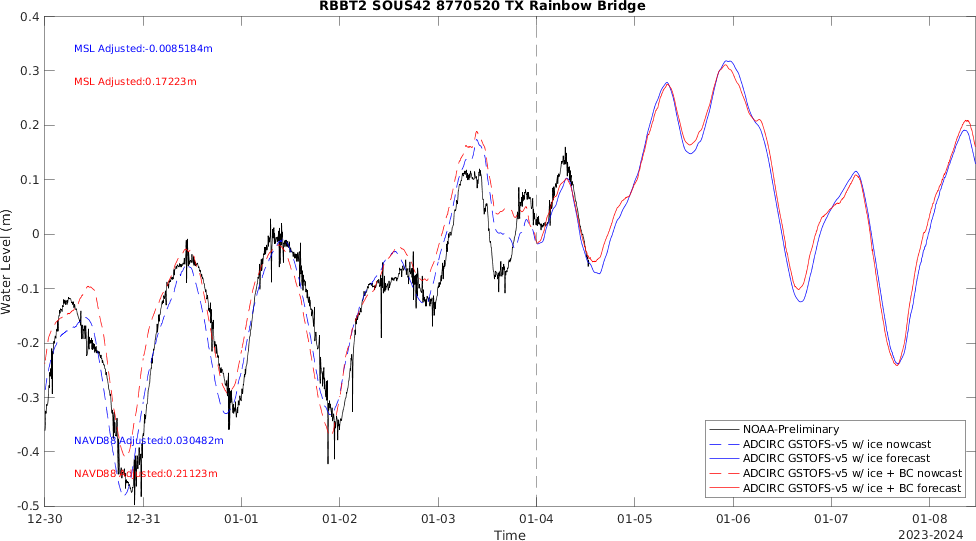 RBBT2 SOUS42 8770520 TX Rainbow Bridge
0.4
0.3
0.2
0.1
0
-0.1
-0.2
-0.3
-0.4
-0.5
Water Level (m)
MSL Adjusted:-0.0085184m
MSL Adjusted:0.17223m
NAVD88 Adjusted:0.030482m
NAVD88 Adjusted:0.21123m
NOAA-Preliminary
ADCIRC GSTOFS-v5 w/ ice nowcast
ADCIRC GSTOFS-v5 w/ ice forecast
ADCIRC GSTOFS-v5 w/ ice + BC nowcast
ADCIRC GSTOFS-v5 w/ ice + BC forecast
12-30 12-31 01-01 01-02 01-03 01-04 01-05 01-06 01-07 01-08
Time
2023-2024